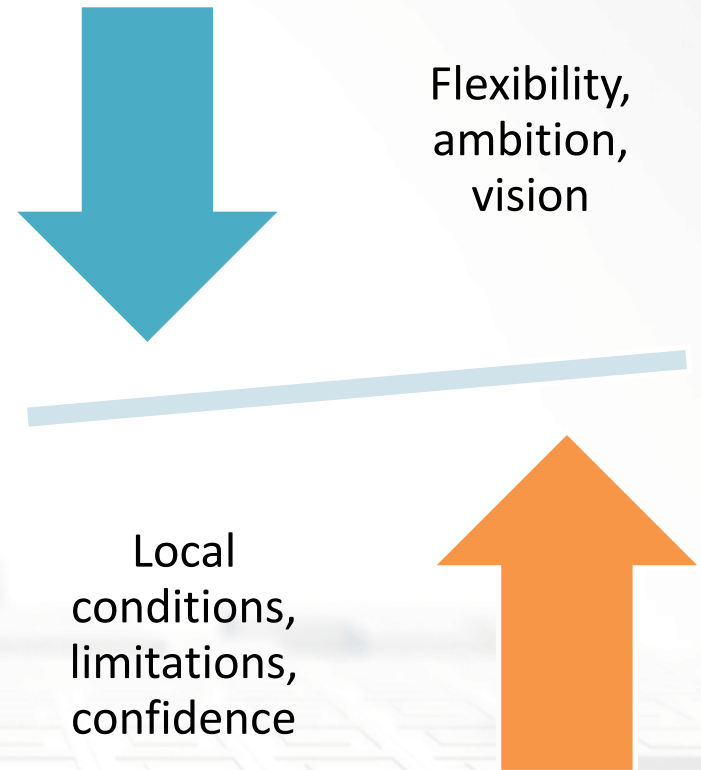 Flexibility,
ambition,
vision
Local
conditions,
limitations,
confidence